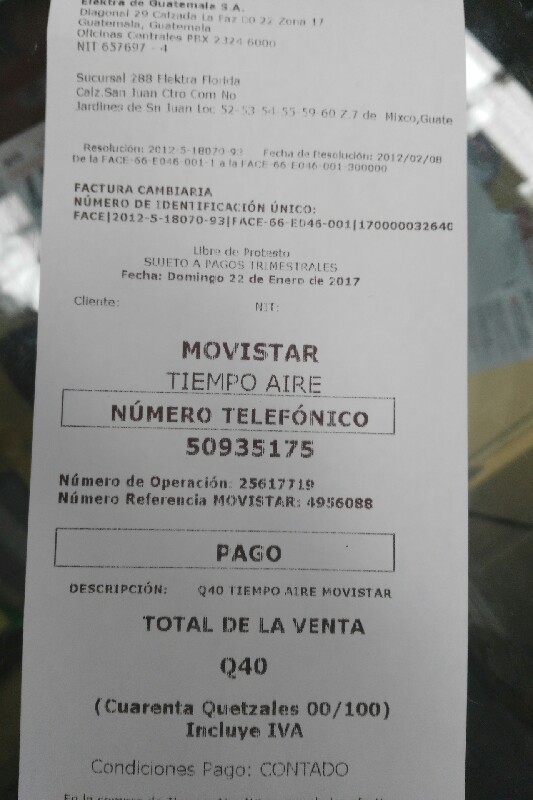 Elektra de Guatemala S.A.
Diagonal 29 Calzada La Paz 00 22 Zona 17
Guatemala, Guatemala
Oficinas Centrales PBX 2324 6000
NIT 657697 - 4
Sucursal 288 Elektra Florida
Calz.San Juan Ctro Com No
Jardines de Sn Juan Loc 52-53-54-55-59-60 Z.7 de Mixco,Guate
Resolución: 2012-5-18070-93 Fecha de Resolución: 2012/02/08
De la FACE-66-E046-001-1 a la FACE-66-E046-001-300000
FACTURA CAMBIARIA
NÚMERO DE IDENTIFICACIÓN ÚNICO:
FACE|2012-5-18070-93|FACE-66-E046-001|170000032640
Libre de Protesto
SUJETO A PAGOS TRIMESTRALES
Fecha: Domingo 22 de Enero de 2017
Cliente: NIT:
MOVISTAR
TIEMPO AIRE
NÚMERO TELEFÓNICO
50935175
Número de Operación: 25617719
Número Referencia MOVISTAR: 4956088
PAGO
DESCRIPCIÓN: Q40 TIEMPO AIRE MOVISTAR
TOTAL DE LA VENTA
Q40
(Cuarenta Quetzales 00/100)
Incluye IVA
Condiciones Pago: CONTADO